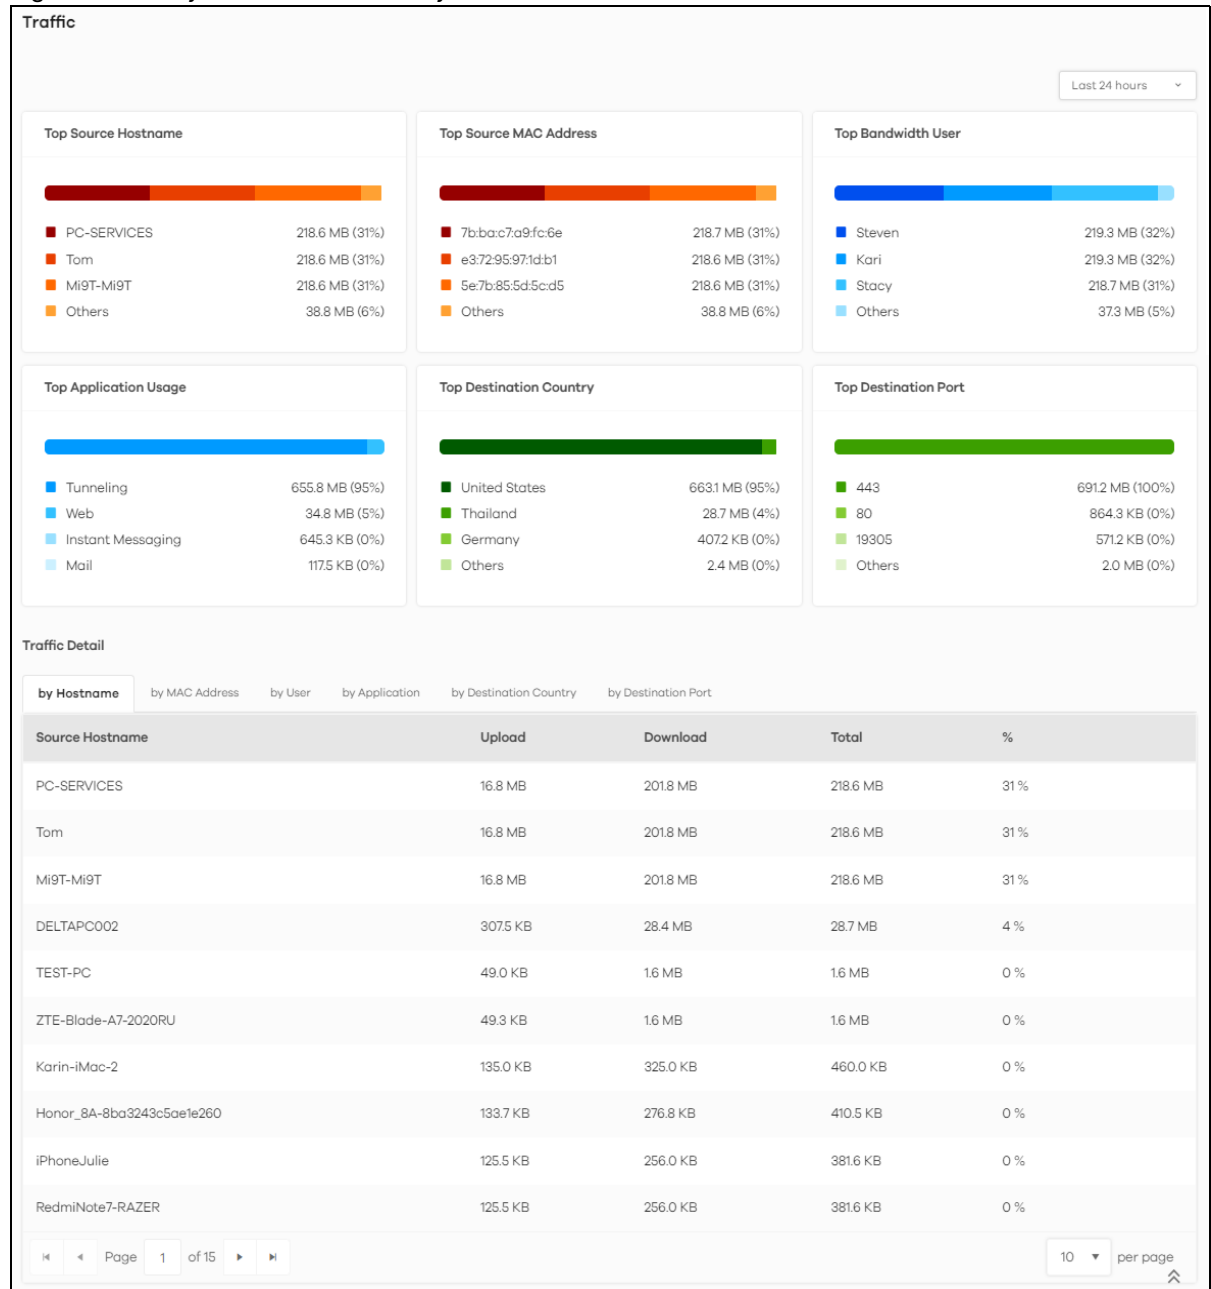 Traffic
Last 24 hours
Top Source Hostname
PC-SERVICES 218.6 MB (31%)
Tom 218.6 MB (31%)
Mi9T-Mi9T 218.6 MB (31%)
Others 38.8 MB (6%)
Top Source MAC Address
7b:ba:c7:a9:fc:6e 218.7 MB (31%)
e3:72:95:97:1d:b1 218.6 MB (31%)
5e:7b:85:5d:5c:d5 218.6 MB (31%)
Others 38.8 MB (6%)
Top Bandwidth User
Steven 219.3 MB (32%)
Kari 219.3 MB (32%)
Stacy 218.7 MB (31%)
Others 37.3 MB (5%)
Top Application Usage
Tunneling 655.8 MB (95%)
Web 34.8 MB (5%)
Instant Messaging 645.3 KB (0%)
Mail 117.5 KB (0%)
Top Destination Country
United States 663.1 MB (95%)
Thailand 28.7 MB (4%)
Germany 407.2 KB (0%)
Others 2.4 MB (0%)
Top Destination Port
443 691.2 MB (100%)
80 864.3 KB (0%)
19305 571.2 KB (0%)
Others 2.0 MB (0%)
Traffic Detail
by Hostname by MAC Address by User by Application by Destination Country by Destination Port
Source Hostname Upload Download Total %
PC-SERVICES 16.8 MB 201.8 MB 218.6 MB 31 %
Tom 16.8 MB 201.8 MB 218.6 MB 31 %
Mi9T-Mi9T 16.8 MB 201.8 MB 218.6 MB 31 %
DELTAPC002 307.5 KB 28.4 MB 28.7 MB 4 %
TEST-PC 49.0 KB 1.6 MB 1.6 MB 0 %
ZTE-Blade-A7-2020RU 49.3 KB 1.6 MB 1.6 MB 0 %
Karin-iMac-2 135.0 KB 325.0 KB 460.0 KB 0 %
Honor_8A-8ba3243c5ae1e260 133.7 KB 276.8 KB 410.5 KB 0 %
iPhoneJulie 125.5 KB 256.0 KB 381.6 KB 0 %
RedmiNote7-RAZER 125.5 KB 256.0 KB 381.6 KB 0 %
Page 1 of 15 10 per page